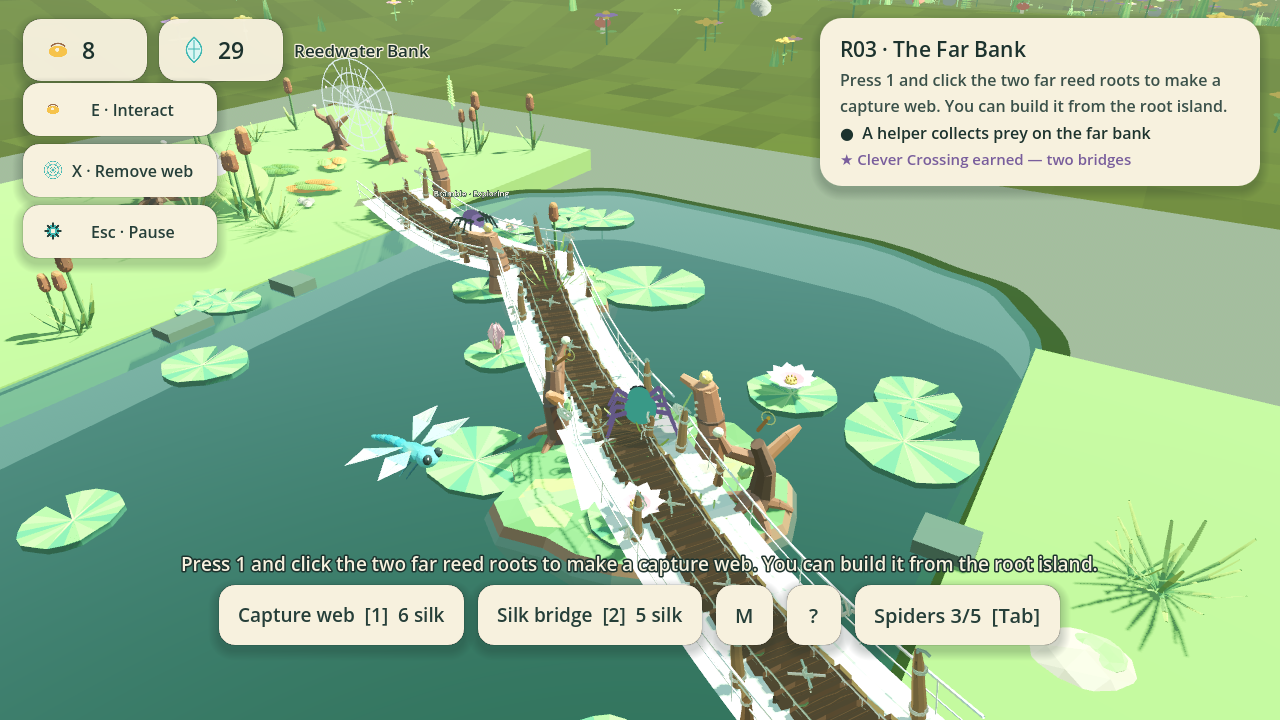 8
29
Reedwater Bank
E · Interact
X · Remove web
Esc · Pause
R03 · The Far Bank
Press 1 and click the two far reed roots to make a
capture web. You can build it from the root island.
● A helper collects prey on the far bank
★ Clever Crossing earned — two bridges
Press 1 and click the two far reed roots to make a capture web. You can build it from the root island.
Capture web [1] 6 silk
Silk bridge [2] 5 silk
M
?
Spiders 3/5 [Tab]